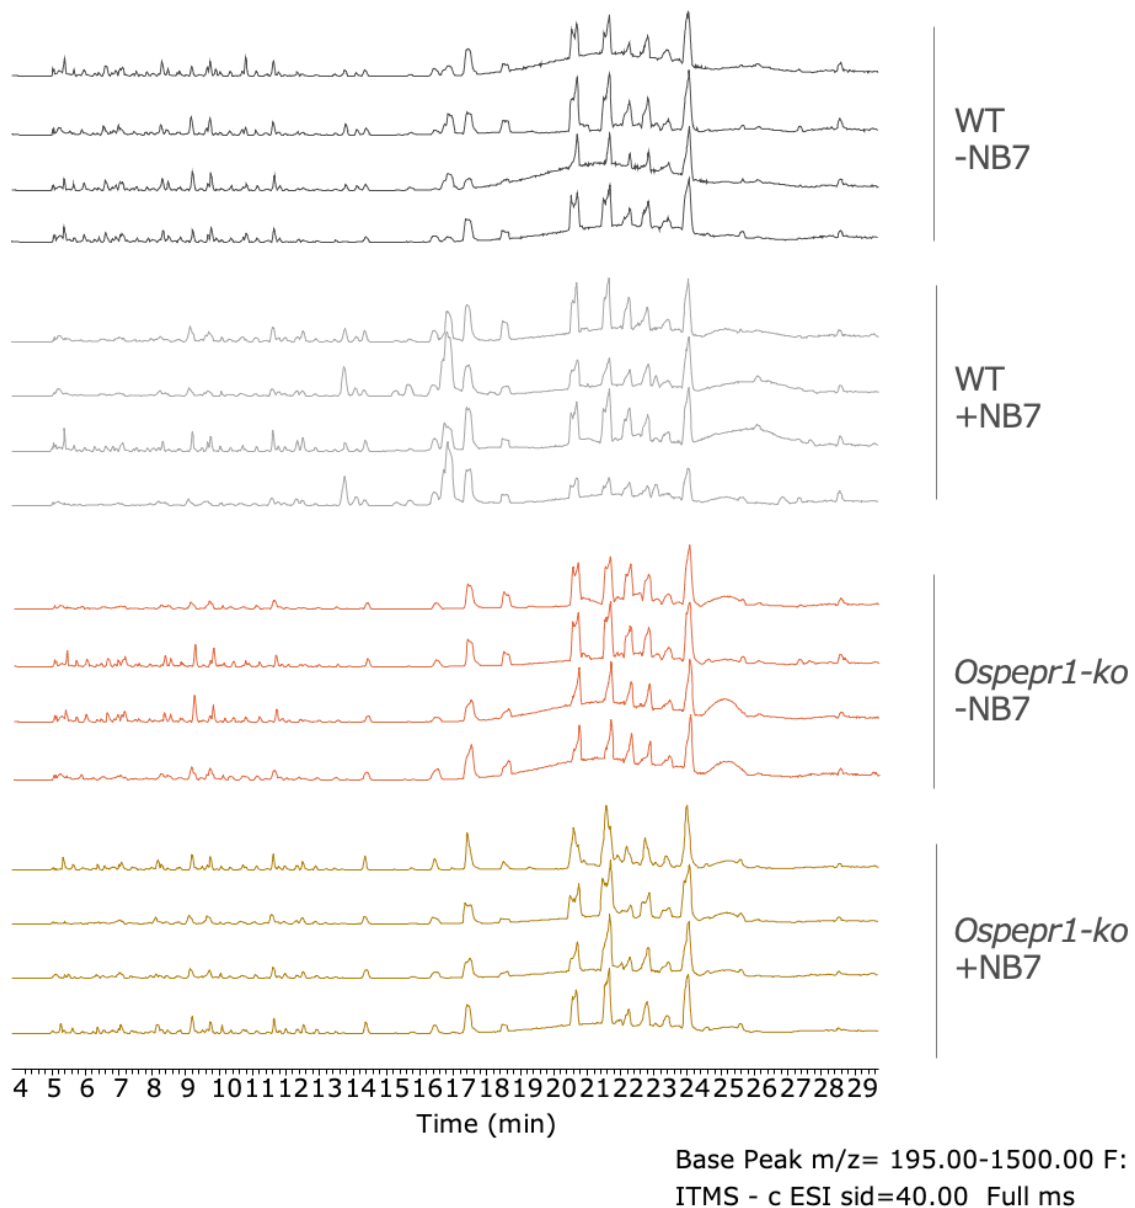 WT
-NB7
WT
+NB7
Ospepr1-ko
-NB7
Ospepr1-ko
+NB7
4 5 6 7 8 9 10 11 12 13 14 15 16 17 18 19 20 21 22 23 24 25 26 27 28 29
Time (min)
Base Peak m/z= 195.00-1500.00 F:
ITMS - c ESI sid=40.00 Full ms